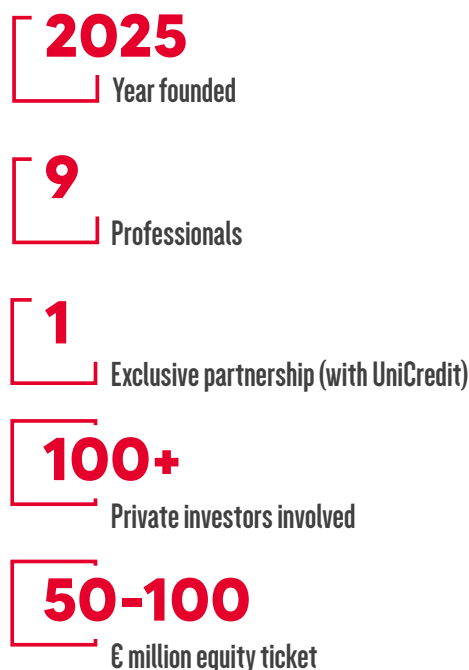 2025
Year founded
9
Professionals
1
Exclusive partnership (with UniCredit)
100+
Private investors involved
50-100
€ million equity ticket